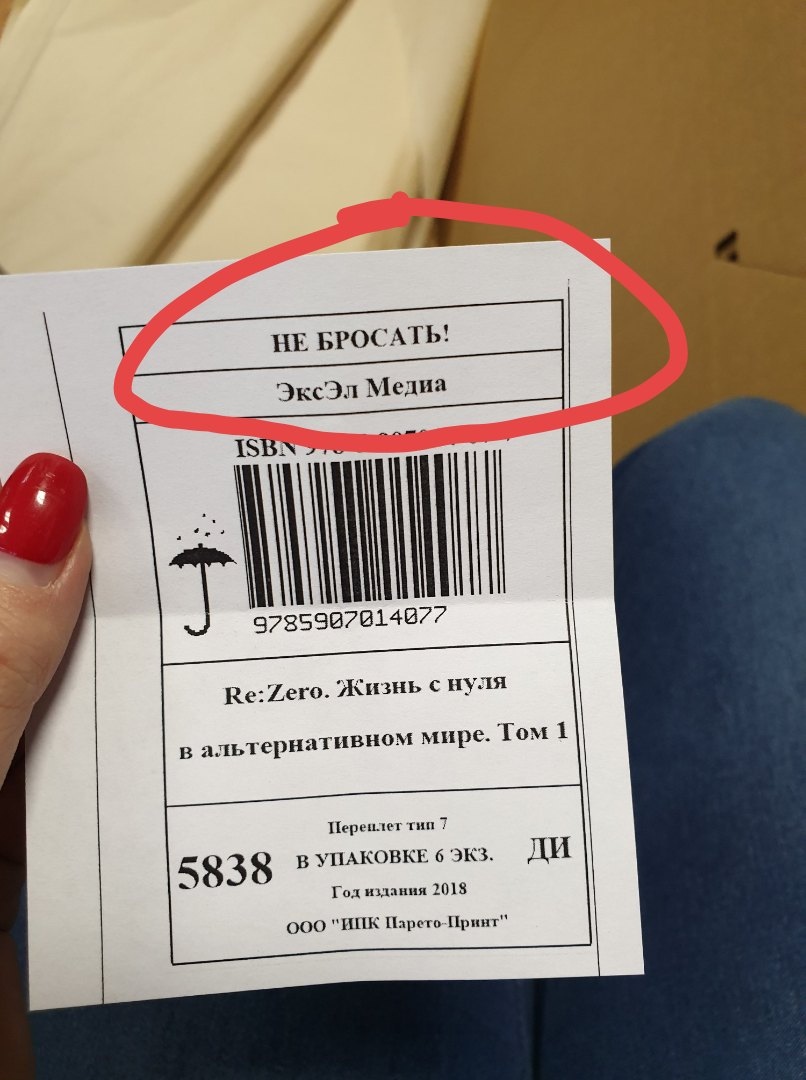 НЕ БРОСАТЬ!
ЭксЭл Медиа
ISBN
9785907014077
Re:Zero. Жизнь с нуля
в альтернативном мире. Том 1
Переплет тип 7
5838 В УПАКОВКЕ 6 ЭКЗ. ДИ
Год издания 2018
ООО "ИПК Парето-Принт"